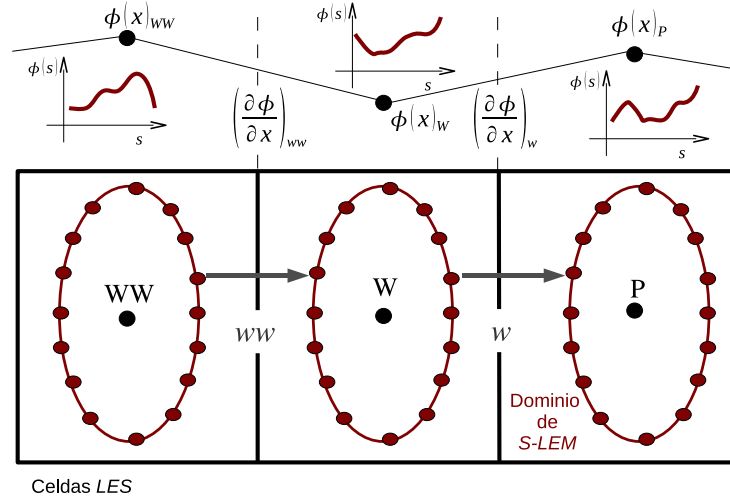 ϕ(x)WW
ϕ(s)
s
ϕ(s)
s
ϕ(x)P
ϕ(s)
s
(∂ϕ/∂x)ww
ϕ(x)W
(∂ϕ/∂x)w
WW
W
P
ww
w
Dominio
de
S-LEM
Celdas LES